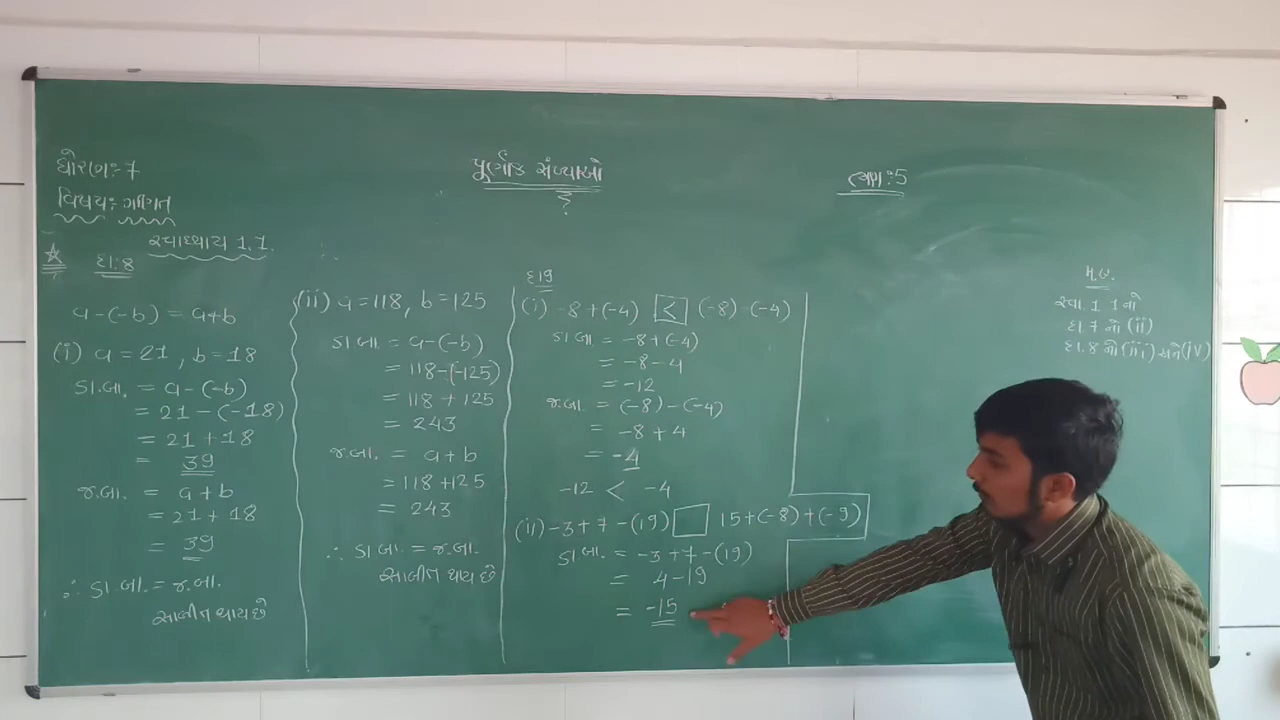 ધોરણ:-7
વિષય: ગણિત
પૂર્ણાંક સંખ્યાઓ
તાસ:-5
સ્વાધ્યાય 1.1.
દા:8
a-(-b) = a+b
(i) a=21, b=18
ડા.બા. = a-(-b)
= 21-(-18)
= 21+18
= 39
જ.બા. = a+b
= 21+18
= 39
∴ ડા.બા. = જ.બા.
સાબીત થાય છે
(ii) a=118, b=125
ડા.બા. = a-(-b)
= 118-(-125)
= 118+125
= 243
જ.બા. = a+b
= 118+125
= 243
∴ ડા.બા. = જ.બા.
સાબીત થાય છે
દા9
(i) -8+(-4) < (-8)-(-4)
ડા.બા. = -8+(-4)
= -8-4
= -12
જ.બા. = (-8)-(-4)
= -8+4
= -4
-12 < -4
(ii) -3+7-(19) □ 15+(-8)+(-9)
ડા.બા. = -3+7-(19)
= 4-19
= -15
સ્વા. 1.1 નો
દા.7 નો (ii)
દા.8 નો (iii) અને (iv)